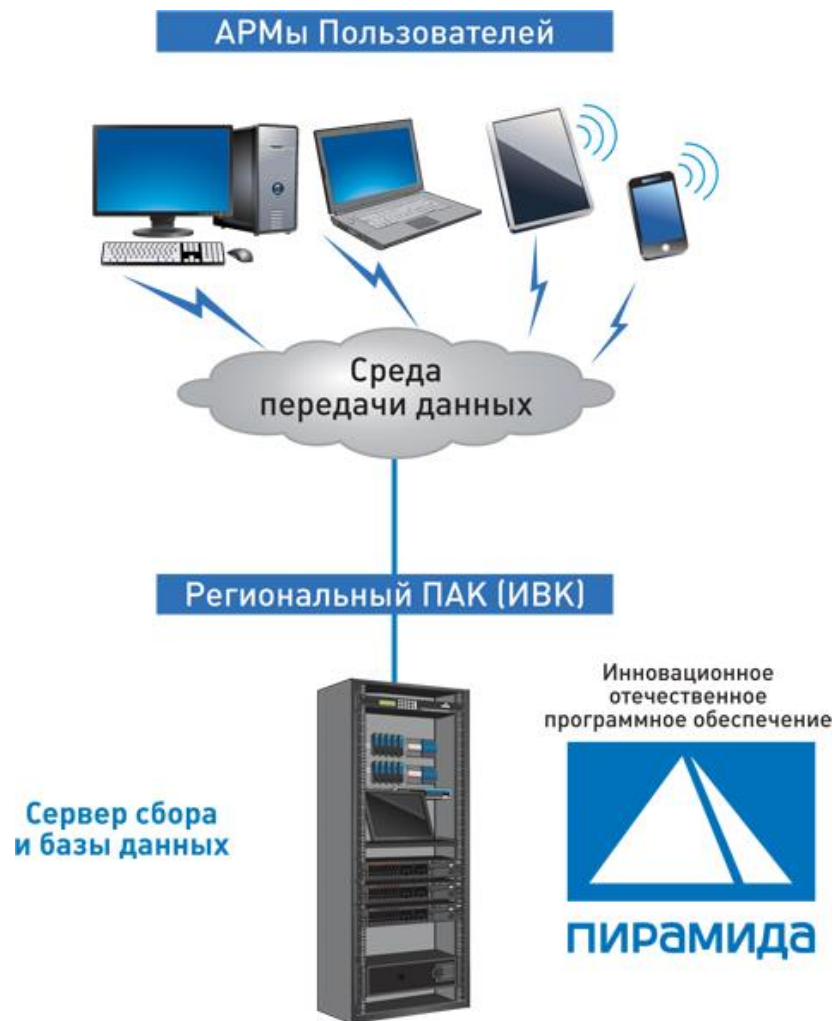 АРМы Пользователей
Среда
передачи данных
Региональный ПАК (ИВК)
Инновационное
отечественное
программное обеспечение
Сервер сбора
и базы данных
ПИРАМИДА